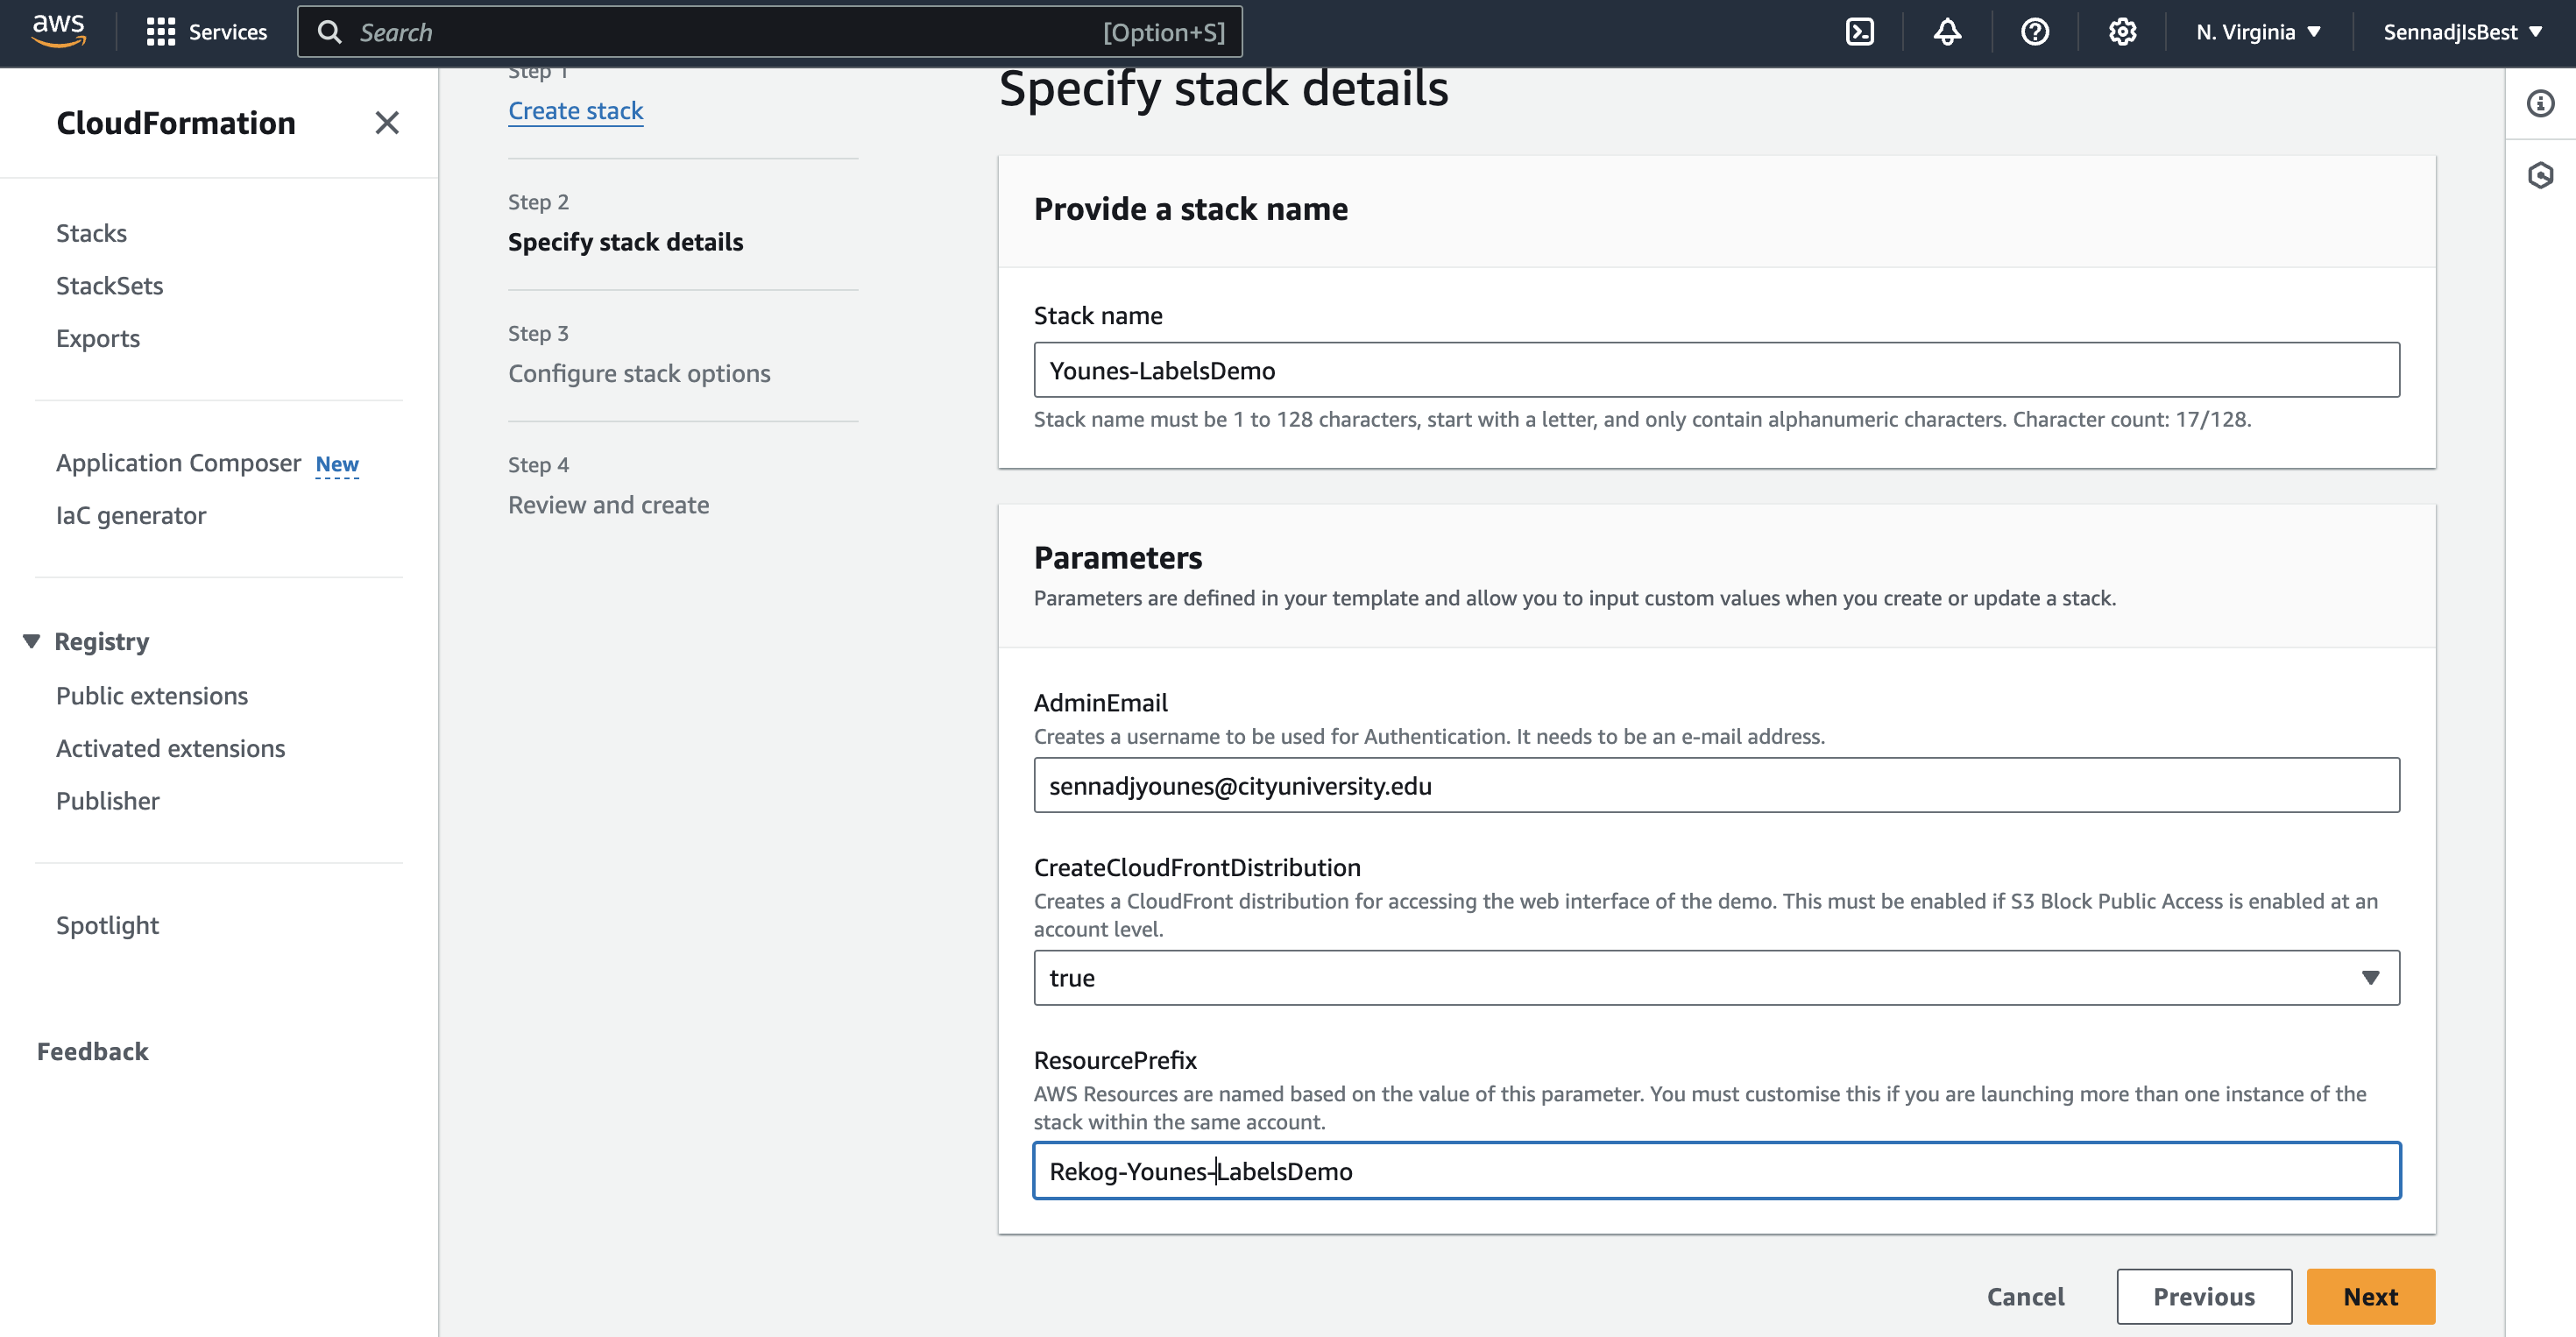 aws
Services
Search
[Option+S]
N. Virginia
SennadjIsBest
CloudFormation
Stacks
StackSets
Exports
Application Composer New
IaC generator
Registry
Public extensions
Activated extensions
Publisher
Spotlight
Feedback
Step 1
Create stack
Step 2
Specify stack details
Step 3
Configure stack options
Step 4
Review and create
Specify stack details
Provide a stack name
Stack name
Younes-LabelsDemo
Stack name must be 1 to 128 characters, start with a letter, and only contain alphanumeric characters. Character count: 17/128.
Parameters
Parameters are defined in your template and allow you to input custom values when you create or update a stack.
AdminEmail
Creates a username to be used for Authentication. It needs to be an e-mail address.
sennadjyounes@cityuniversity.edu
CreateCloudFrontDistribution
Creates a CloudFront distribution for accessing the web interface of the demo. This must be enabled if S3 Block Public Access is enabled at an
account level.
true
ResourcePrefix
AWS Resources are named based on the value of this parameter. You must customise this if you are launching more than one instance of the
stack within the same account.
Rekog-Younes-LabelsDemo
Cancel
Previous
Next